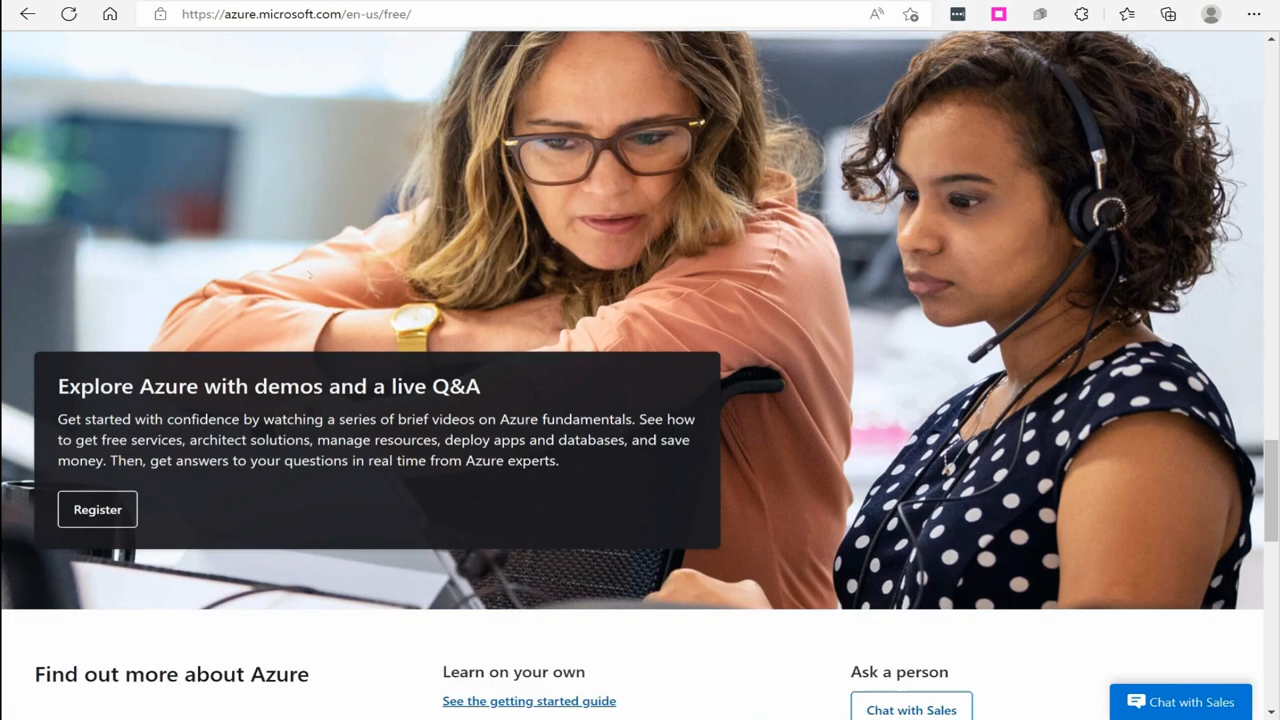 https://azure.microsoft.com/en-us/free/
Explore Azure with demos and a live Q&A
Get started with confidence by watching a series of brief videos on Azure fundamentals. See how
to get free services, architect solutions, manage resources, deploy apps and databases, and save
money. Then, get answers to your questions in real time from Azure experts.
Register
Find out more about Azure
Learn on your own
See the getting started guide
Ask a person
Chat with Sales
Chat with Sales